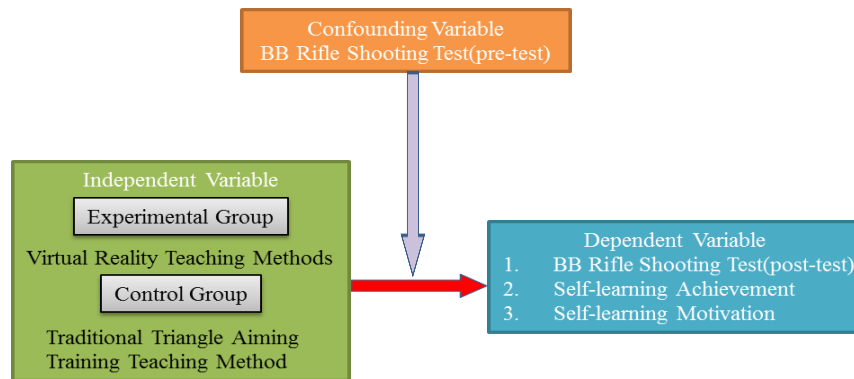 Confounding Variable
BB Rifle Shooting Test(pre-test)
Independent Variable
Experimental Group
Virtual Reality Teaching Methods
Control Group
Traditional Triangle Aiming
Training Teaching Method
Dependent Variable
1. BB Rifle Shooting Test(post-test)
2. Self-learning Achievement
3. Self-learning Motivation